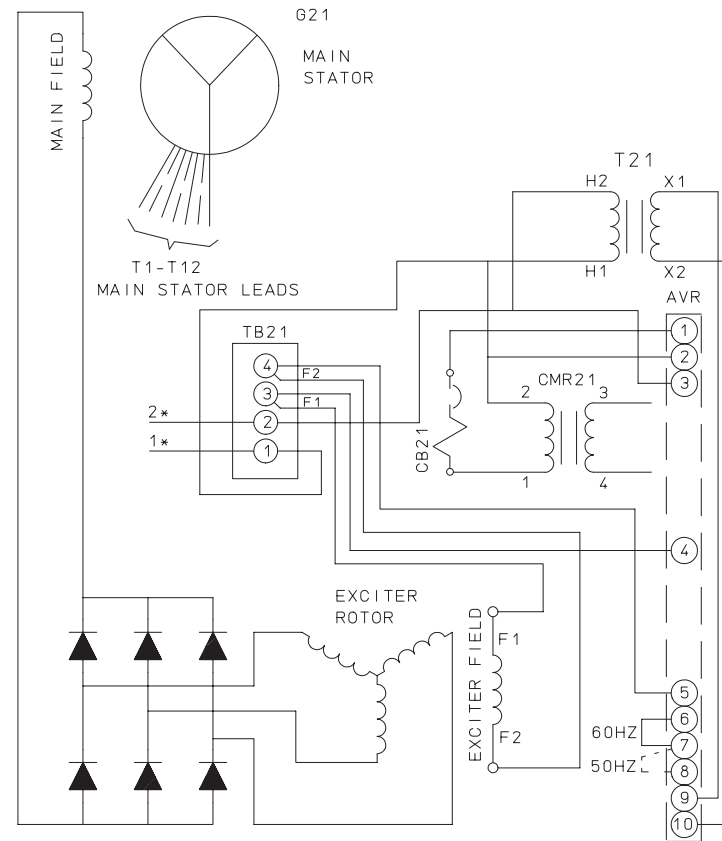 G21
MAIN FIELD
MAIN
STATOR
T1-T12
MAIN STATOR LEADS
T21
H2
X1
H1
X2
AVR
1
2
3
4
5
6
7
8
9
10
TB21
4
F2
3
F1
2
1
2*
1*
CB21
CMR21
2
3
1
4
EXCITER
ROTOR
EXCITER FIELD
F1
F2
60HZ
50HZ